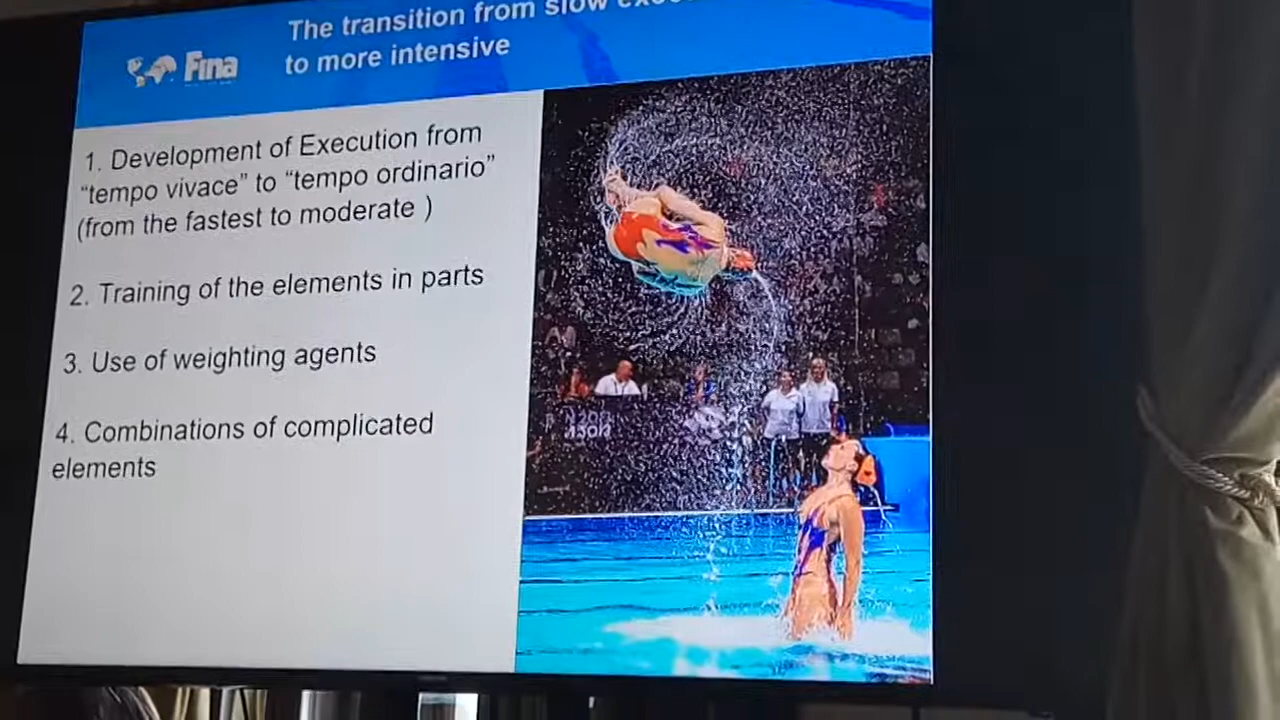 The transition from slow
to more intensive
Fina
1. Development of Execution from
“tempo vivace” to “tempo ordinario”
(from the fastest to moderate )
2. Training of the elements in parts
3. Use of weighting agents
4. Combinations of complicated
elements